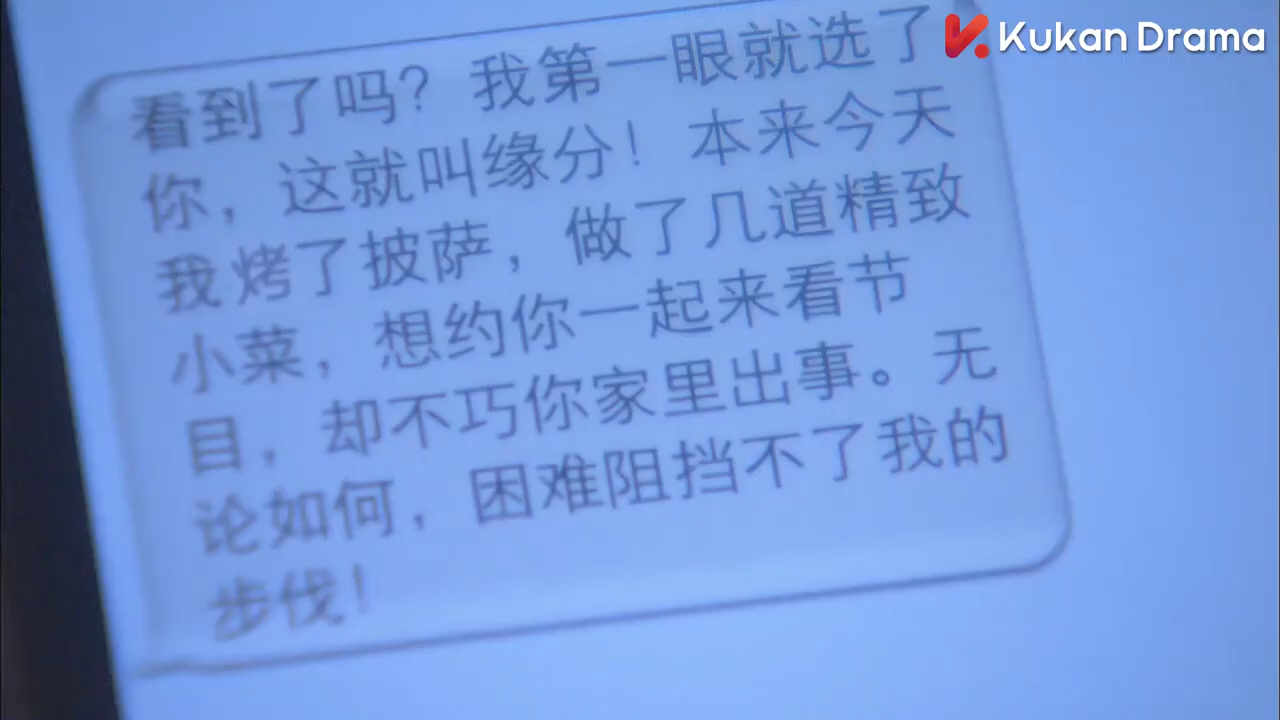 Kukan Drama
看到了吗？我第一眼就选了
你，这就叫缘分！本来今天
我烤了披萨，做了几道精致
小菜，想约你一起来看节
目，却不巧你家里出事。无
论如何，困难阻挡不了我的
步伐！